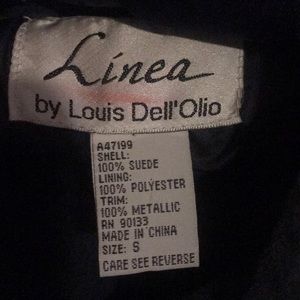 Linea
by Louis Dell'Olio
A47199
SHELL:
100% SUEDE
LINING:
100% POLYESTER
TRIM:
100% METALLIC
RN 90133
MADE IN CHINA
SIZE: S
CARE SEE REVERSE